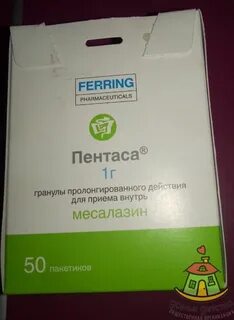 FERRING
PHARMACEUTICALS
Пентаса®
1г
гранулы пролонгированного действия
для приема внутрь
месалазин
50 пакетиков